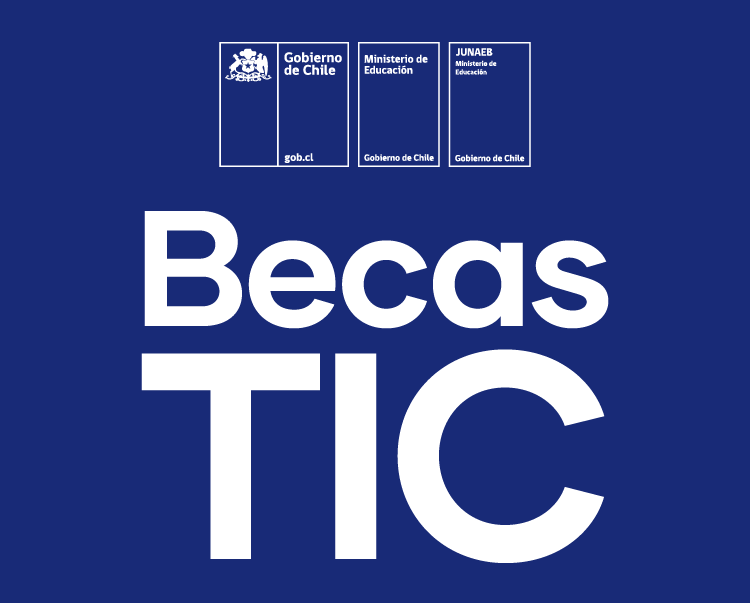 Gobierno
de Chile
gob.cl
Ministerio de
Educación
Gobierno de Chile
JUNAEB
Ministerio de
Educación
Gobierno de Chile
Becas
TIC